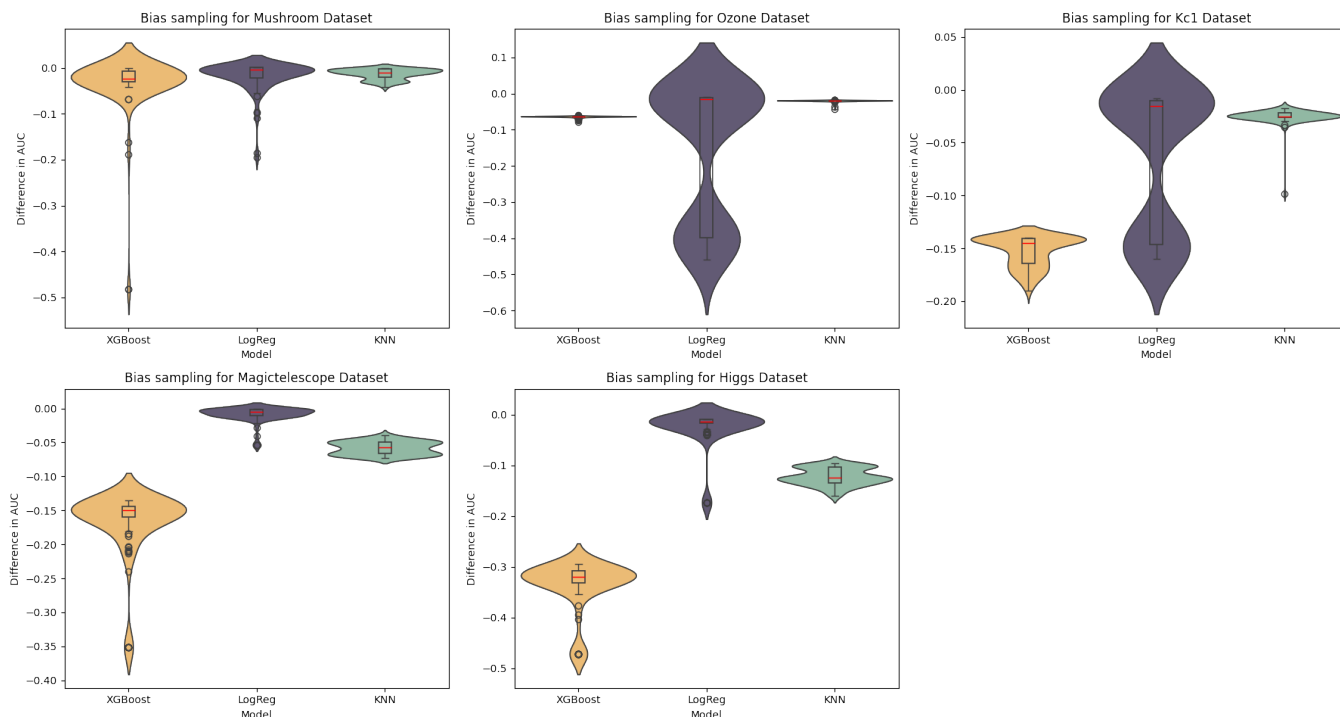 Bias sampling for Mushroom Dataset
Difference in AUC
0.0
−0.1
−0.2
−0.3
−0.4
−0.5
XGBoost
LogReg
KNN
Model
Bias sampling for Ozone Dataset
Difference in AUC
0.1
0.0
−0.1
−0.2
−0.3
−0.4
−0.5
−0.6
XGBoost
LogReg
KNN
Model
Bias sampling for Kc1 Dataset
Difference in AUC
0.05
0.00
−0.05
−0.10
−0.15
−0.20
XGBoost
LogReg
KNN
Model
Bias sampling for Magictelescope Dataset
Difference in AUC
0.00
−0.05
−0.10
−0.15
−0.20
−0.25
−0.30
−0.35
−0.40
XGBoost
LogReg
KNN
Model
Bias sampling for Higgs Dataset
Difference in AUC
0.0
−0.1
−0.2
−0.3
−0.4
−0.5
XGBoost
LogReg
KNN
Model